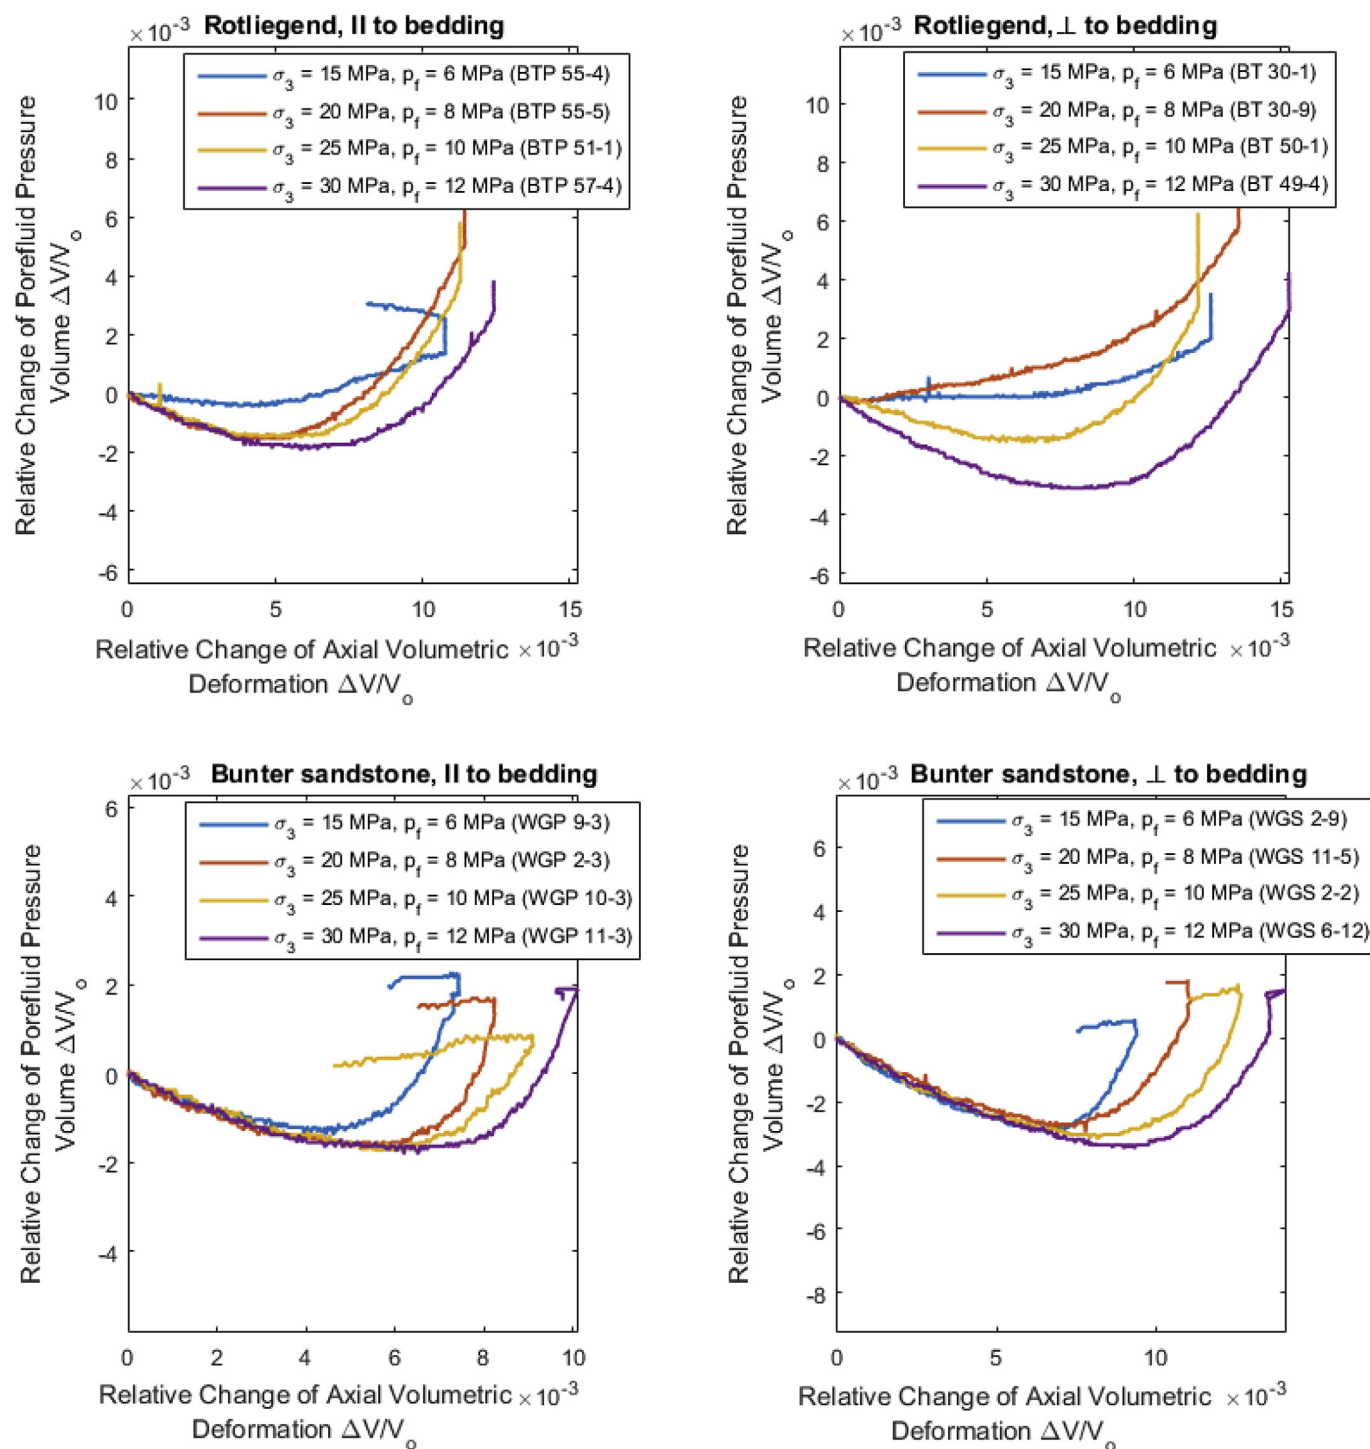 ×10⁻³ Rotliegend, || to bedding
σ₃ = 15 MPa, p_f = 6 MPa (BTP 55-4)
σ₃ = 20 MPa, p_f = 8 MPa (BTP 55-5)
σ₃ = 25 MPa, p_f = 10 MPa (BTP 51-1)
σ₃ = 30 MPa, p_f = 12 MPa (BTP 57-4)
Relative Change of Porefluid Pressure
Volume ΔV/V_o
10
8
6
4
2
0
-2
-4
-6
0 5 10 15
Relative Change of Axial Volumetric ×10⁻³
Deformation ΔV/V_o
×10⁻³ Rotliegend, ⊥ to bedding
σ₃ = 15 MPa, p_f = 6 MPa (BT 30-1)
σ₃ = 20 MPa, p_f = 8 MPa (BT 30-9)
σ₃ = 25 MPa, p_f = 10 MPa (BT 50-1)
σ₃ = 30 MPa, p_f = 12 MPa (BT 49-4)
Relative Change of Porefluid Pressure
Volume ΔV/V_o
10
8
6
4
2
0
-2
-4
-6
0 5 10 15
Relative Change of Axial Volumetric ×10⁻³
Deformation ΔV/V_o
×10⁻³ Bunter sandstone, || to bedding
σ₃ = 15 MPa, p_f = 6 MPa (WGP 9-3)
σ₃ = 20 MPa, p_f = 8 MPa (WGP 2-3)
σ₃ = 25 MPa, p_f = 10 MPa (WGP 10-3)
σ₃ = 30 MPa, p_f = 12 MPa (WGP 11-3)
Relative Change of Porefluid Pressure
Volume ΔV/V_o
6
4
2
0
-2
-4
0 2 4 6 8 10
Relative Change of Axial Volumetric ×10⁻³
Deformation ΔV/V_o
×10⁻³ Bunter sandstone, ⊥ to bedding
σ₃ = 15 MPa, p_f = 6 MPa (WGS 2-9)
σ₃ = 20 MPa, p_f = 8 MPa (WGS 11-5)
σ₃ = 25 MPa, p_f = 10 MPa (WGS 2-2)
σ₃ = 30 MPa, p_f = 12 MPa (WGS 6-12)
Relative Change of Porefluid Pressure
Volume ΔV/V_o
6
4
2
0
-2
-4
-6
-8
0 5 10
Relative Change of Axial Volumetric ×10⁻³
Deformation ΔV/V_o